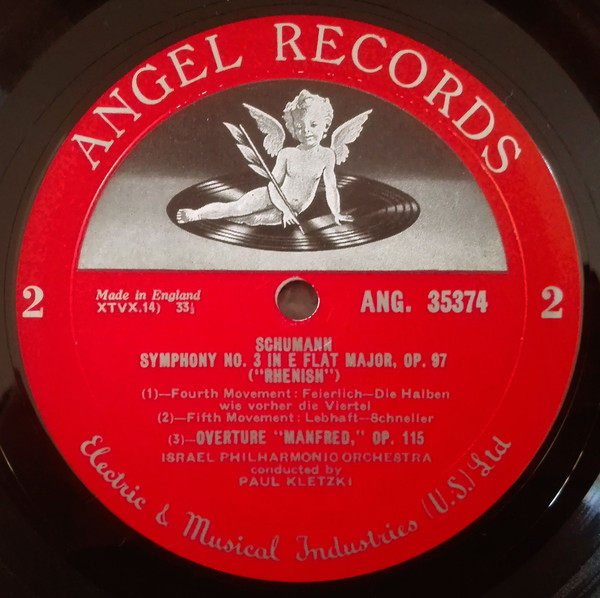 ANGEL RECORDS
2
Made in England
XTVX.14) 33⅓
ANG. 35374
2
SCHUMANN
SYMPHONY NO. 3 IN E FLAT MAJOR, OP. 97
("RHENISH")
(1)—Fourth Movement: Feierlich—Die Halben
wie vorher die Viertel
(2)—Fifth Movement: Lebhaft—Schneller
(3)—OVERTURE "MANFRED," OP. 115
ISRAEL PHILHARMONIC ORCHESTRA
conducted by
PAUL KLETZKI
Electric & Musical Industries (U.S.) Ltd